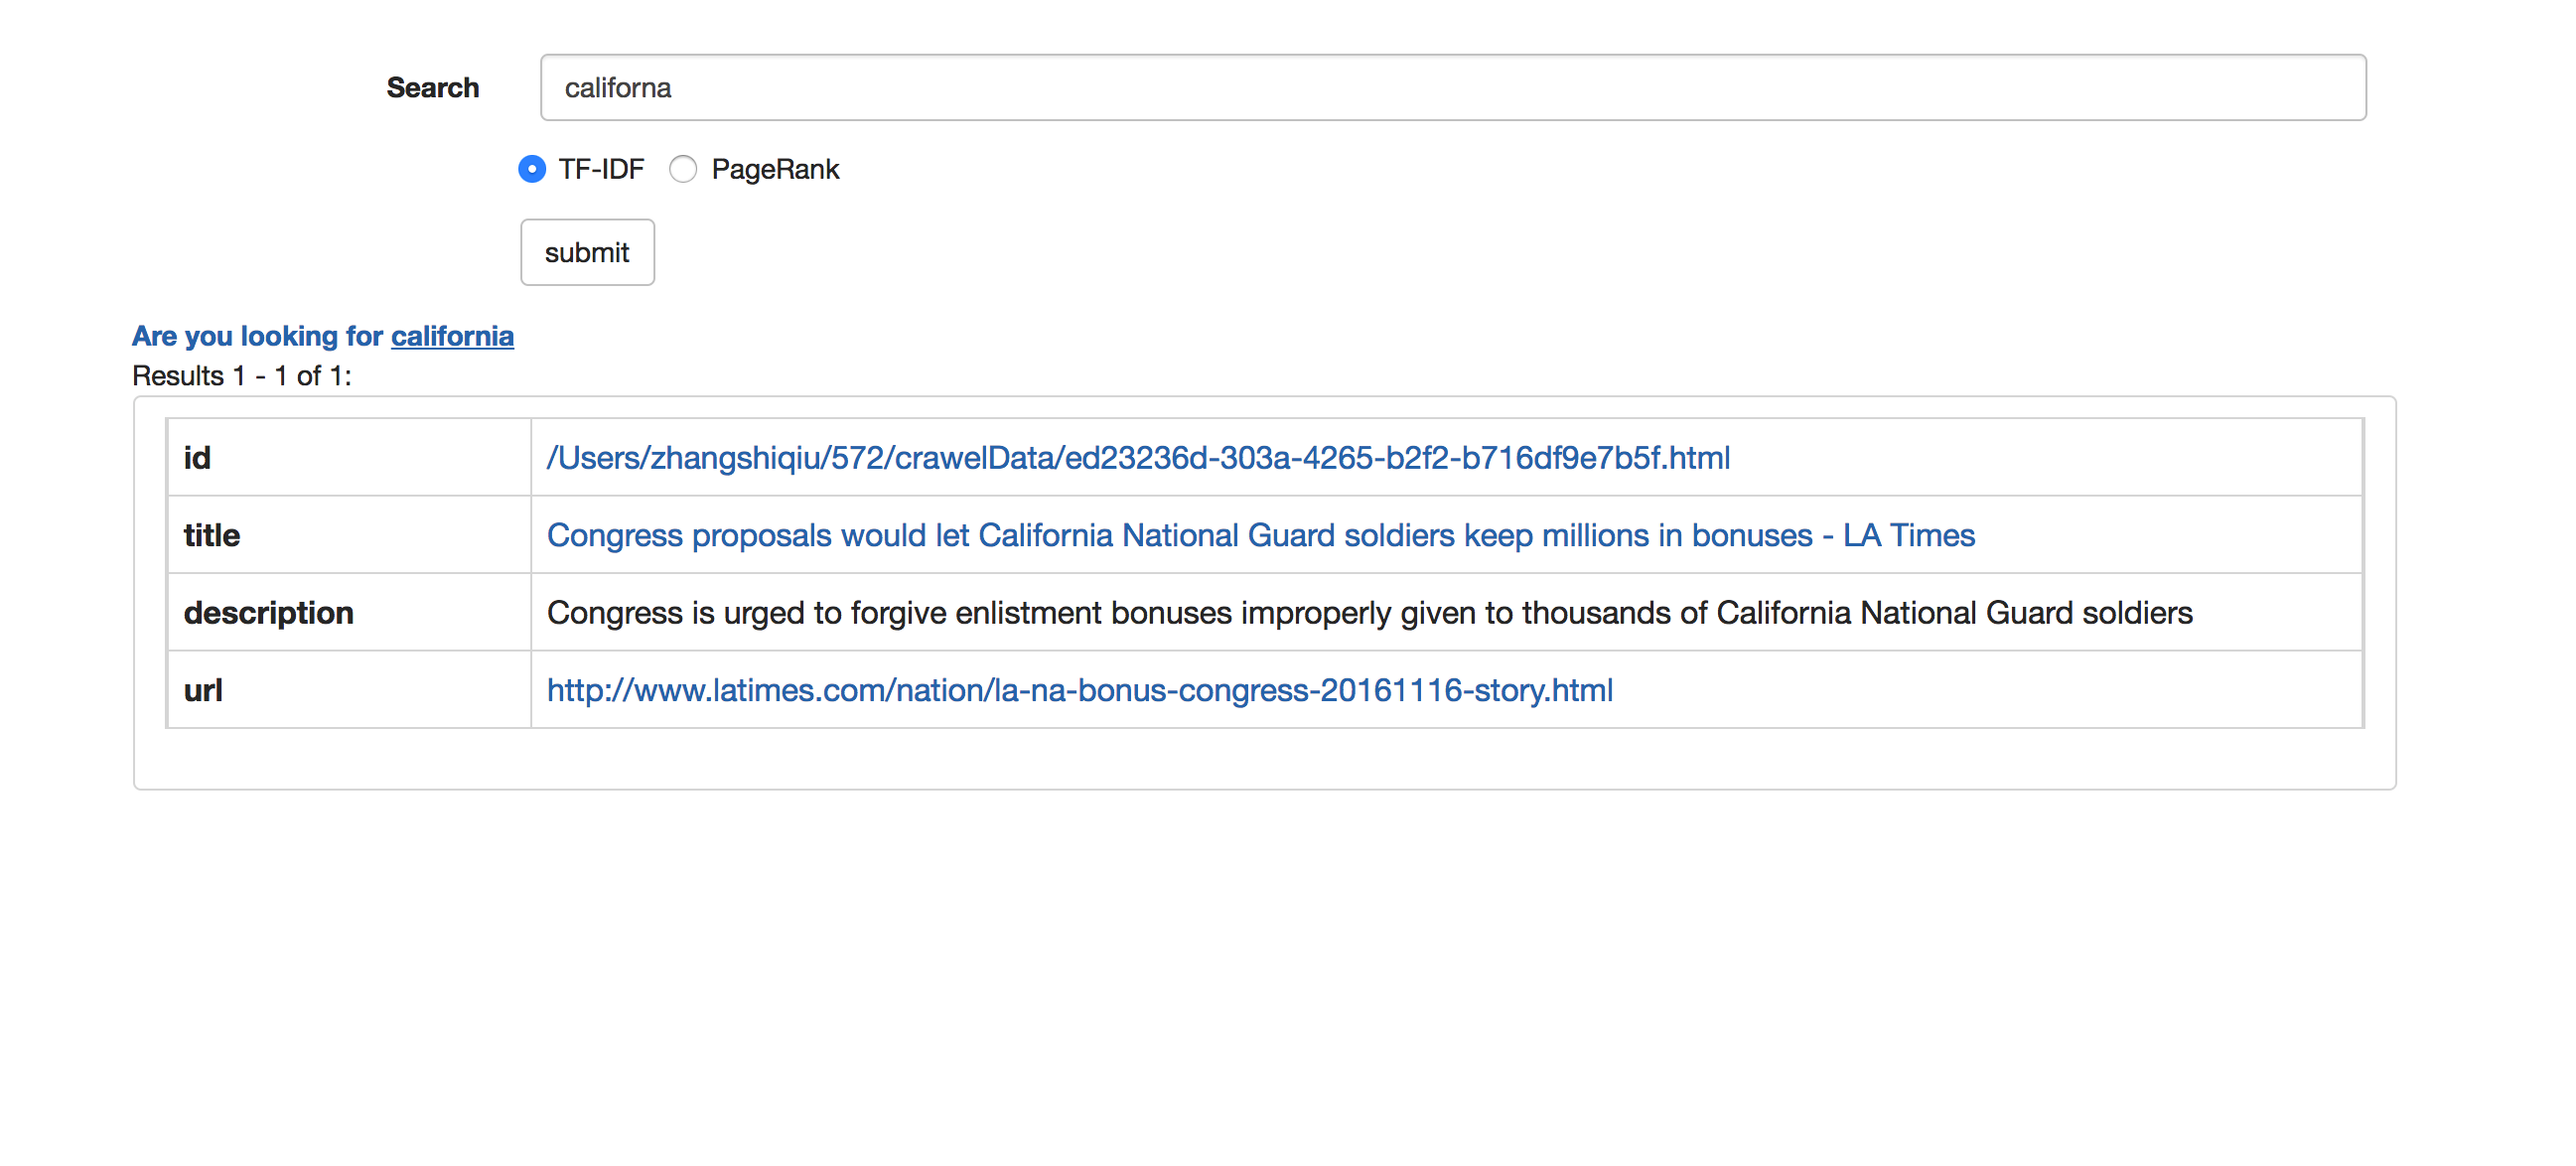 Search californa
TF-IDF PageRank
submit
Are you looking for california
Results 1 - 1 of 1:
id /Users/zhangshiqiu/572/crawelData/ed23236d-303a-4265-b2f2-b716df9e7b5f.html
title Congress proposals would let California National Guard soldiers keep millions in bonuses - LA Times
description Congress is urged to forgive enlistment bonuses improperly given to thousands of California National Guard soldiers
url http://www.latimes.com/nation/la-na-bonus-congress-20161116-story.html